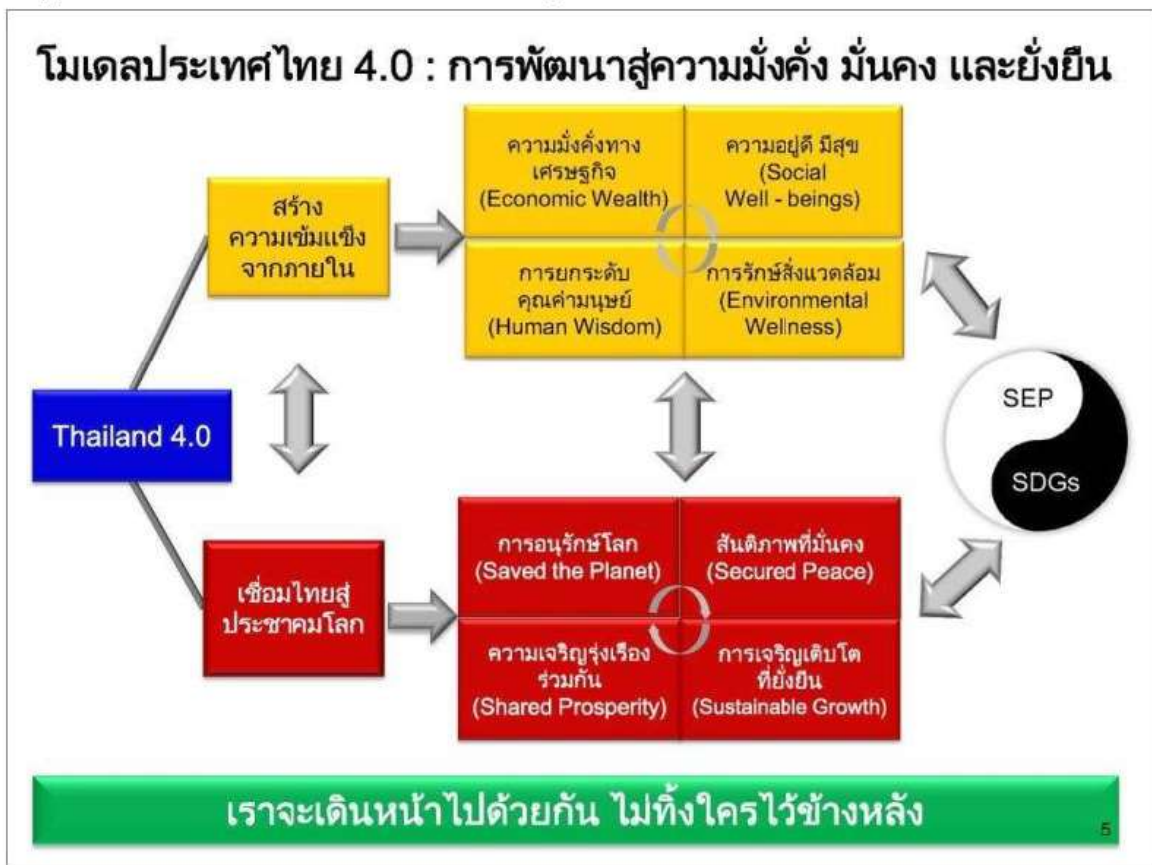 โมเดลประเทศไทย 4.0 : การพัฒนาสู่ความมั่งคั่ง มั่นคง และยั่งยืน
สร้าง
ความเข้มแข็ง
จากภายใน
ความมั่งคั่งทาง
เศรษฐกิจ
(Economic Wealth)
ความอยู่ดี มีสุข
(Social
Well - beings)
การยกระดับ
คุณค่ามนุษย์
(Human Wisdom)
การรักษ์สิ่งแวดล้อม
(Environmental
Wellness)
Thailand 4.0
SEP
SDGs
เชื่อมไทยสู่
ประชาคมโลก
การอนุรักษ์โลก
(Saved the Planet)
สันติภาพที่มั่นคง
(Secured Peace)
ความเจริญรุ่งเรือง
ร่วมกัน
(Shared Prosperity)
การเจริญเติบโต
ที่ยั่งยืน
(Sustainable Growth)
เราจะเดินหน้าไปด้วยกัน ไม่ทิ้งใครไว้ข้างหลัง
5